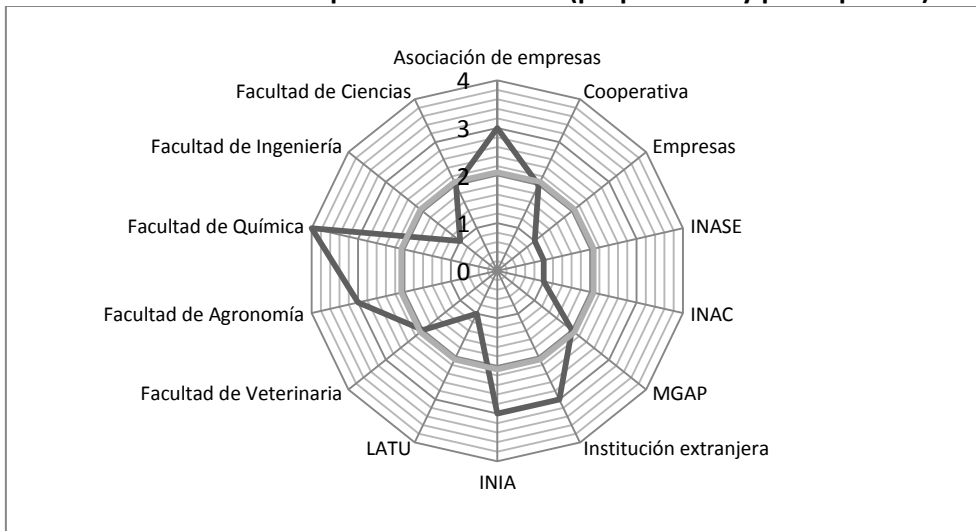 Asociación de empresas
Cooperativa
Empresas
INASE
INAC
MGAP
Institución extranjera
INIA
LATU
Facultad de Veterinaria
Facultad de Agronomía
Facultad de Química
Facultad de Ingeniería
Facultad de Ciencias
4
3
2
1
0